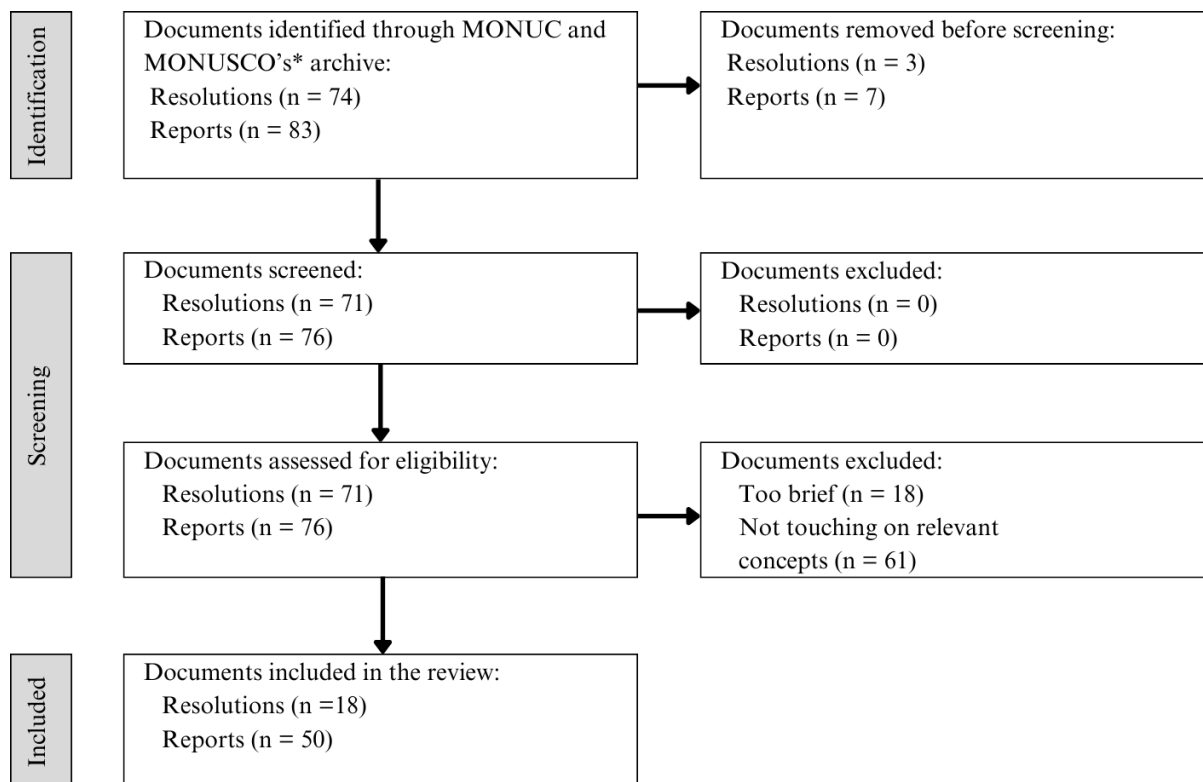 Identification
Documents identified through MONUC and
MONUSCO's* archive:
Resolutions (n = 74)
Reports (n = 83)
Documents removed before screening:
Resolutions (n = 3)
Reports (n = 7)
Screening
Documents screened:
Resolutions (n = 71)
Reports (n = 76)
Documents excluded:
Resolutions (n = 0)
Reports (n = 0)
Documents assessed for eligibility:
Resolutions (n = 71)
Reports (n = 76)
Documents excluded:
Too brief (n = 18)
Not touching on relevant
concepts (n = 61)
Included
Documents included in the review:
Resolutions (n =18)
Reports (n = 50)